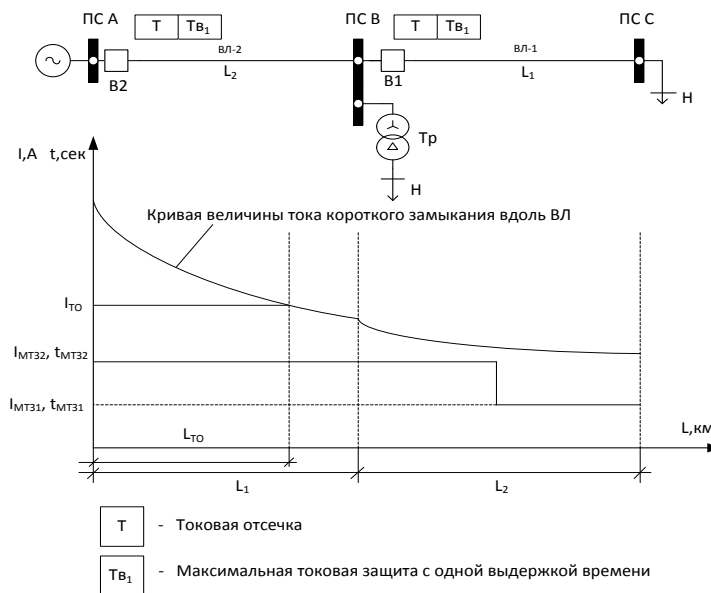 ПС А
ПС В
ПС С
Т Тв1
Т Тв1
ВЛ-2
ВЛ-1
В2
L2
В1
L1
Н
Тр
Н
I,А t,сек
Кривая величины тока короткого замыкания вдоль ВЛ
IТО
IМТЗ2, tМТЗ2
IМТЗ1, tМТЗ1
LТО
L,км
L1
L2
Т - Токовая отсечка
Тв1 - Максимальная токовая защита с одной выдержкой времени